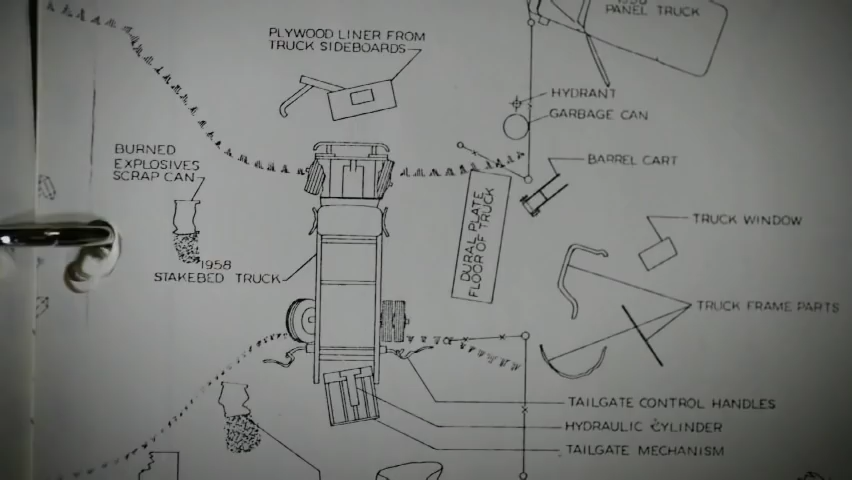 PANEL TRUCK
PLYWOOD LINER FROM
TRUCK SIDEBOARDS
HYDRANT
GARBAGE CAN
BURNED
EXPLOSIVES
SCRAP CAN
BARREL CART
DURAL PLATE
FLOOR OF TRUCK
TRUCK WINDOW
1958
STAKEBED TRUCK
TRUCK FRAME PARTS
TAILGATE CONTROL HANDLES
HYDRAULIC CYLINDER
TAILGATE MECHANISM